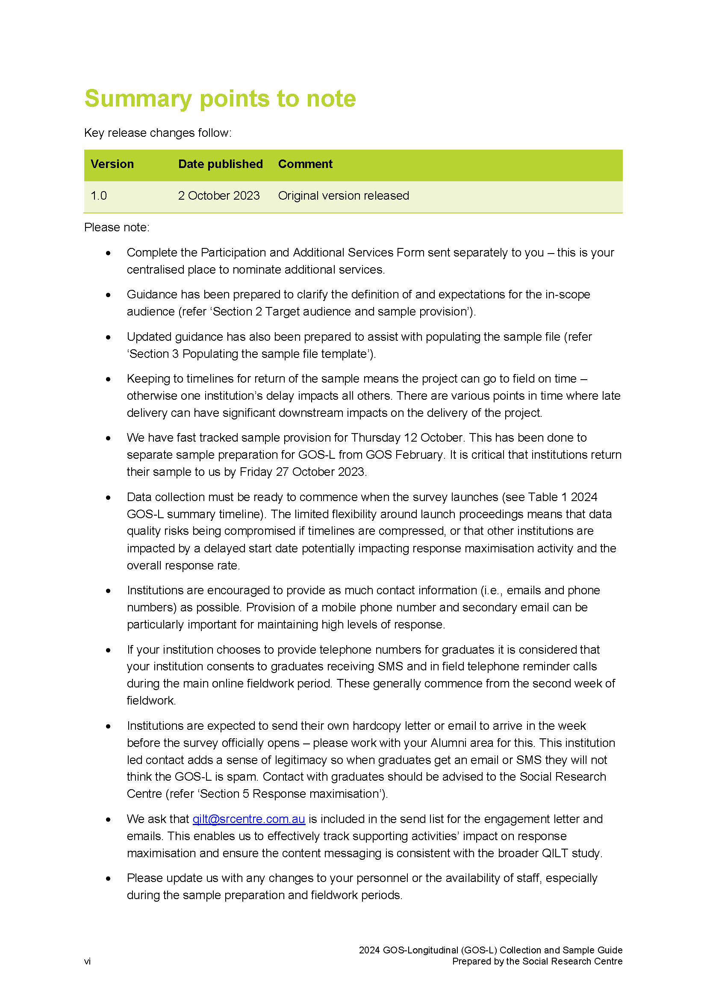 Summary points to note
Key release changes follow:
Version Date published Comment
1.0 2 October 2023 Original version released
Please note:
• Complete the Participation and Additional Services Form sent separately to you – this is your
centralised place to nominate additional services.
• Guidance has been prepared to clarify the definition of and expectations for the in-scope
audience (refer ‘Section 2 Target audience and sample provision’).
• Updated guidance has also been prepared to assist with populating the sample file (refer
‘Section 3 Populating the sample file template’).
• Keeping to timelines for return of the sample means the project can go to field on time –
otherwise one institution’s delay impacts all others. There are various points in time where late
delivery can have significant downstream impacts on the delivery of the project.
• We have fast tracked sample provision for Thursday 12 October. This has been done to
separate sample preparation for GOS-L from GOS February. It is critical that institutions return
their sample to us by Friday 27 October 2023.
• Data collection must be ready to commence when the survey launches (see Table 1 2024
GOS-L summary timeline). The limited flexibility around launch proceedings means that data
quality risks being compromised if timelines are compressed, or that other institutions are
impacted by a delayed start date potentially impacting response maximisation activity and the
overall response rate.
• Institutions are encouraged to provide as much contact information (i.e., emails and phone
numbers) as possible. Provision of a mobile phone number and secondary email can be
particularly important for maintaining high levels of response.
• If your institution chooses to provide telephone numbers for graduates it is considered that
your institution consents to graduates receiving SMS and in field telephone reminder calls
during the main online fieldwork period. These generally commence from the second week of
fieldwork.
• Institutions are expected to send their own hardcopy letter or email to arrive in the week
before the survey officially opens – please work with your Alumni area for this. This institution
led contact adds a sense of legitimacy so when graduates get an email or SMS they will not
think the GOS-L is spam. Contact with graduates should be advised to the Social Research
Centre (refer ‘Section 5 Response maximisation’).
• We ask that qilt@srcentre.com.au is included in the send list for the engagement letter and
emails. This enables us to effectively track supporting activities’ impact on response
maximisation and ensure the content messaging is consistent with the broader QILT study.
• Please update us with any changes to your personnel or the availability of staff, especially
during the sample preparation and fieldwork periods.
2024 GOS-Longitudinal (GOS-L) Collection and Sample Guide
vi Prepared by the Social Research Centre